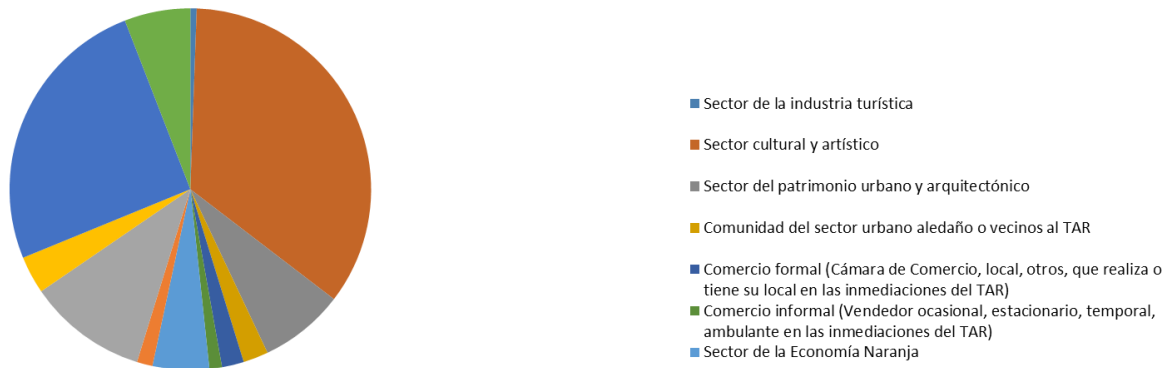 Sector de la industria turística
Sector cultural y artístico
Sector del patrimonio urbano y arquitectónico
Comunidad del sector urbano aledaño o vecinos al TAR
Comercio formal (Cámara de Comercio, local, otros, que realiza o
tiene su local en las inmediaciones del TAR)
Comercio informal (Vendedor ocasional, estacionario, temporal,
ambulante en las inmediaciones del TAR)
Sector de la Economía Naranja